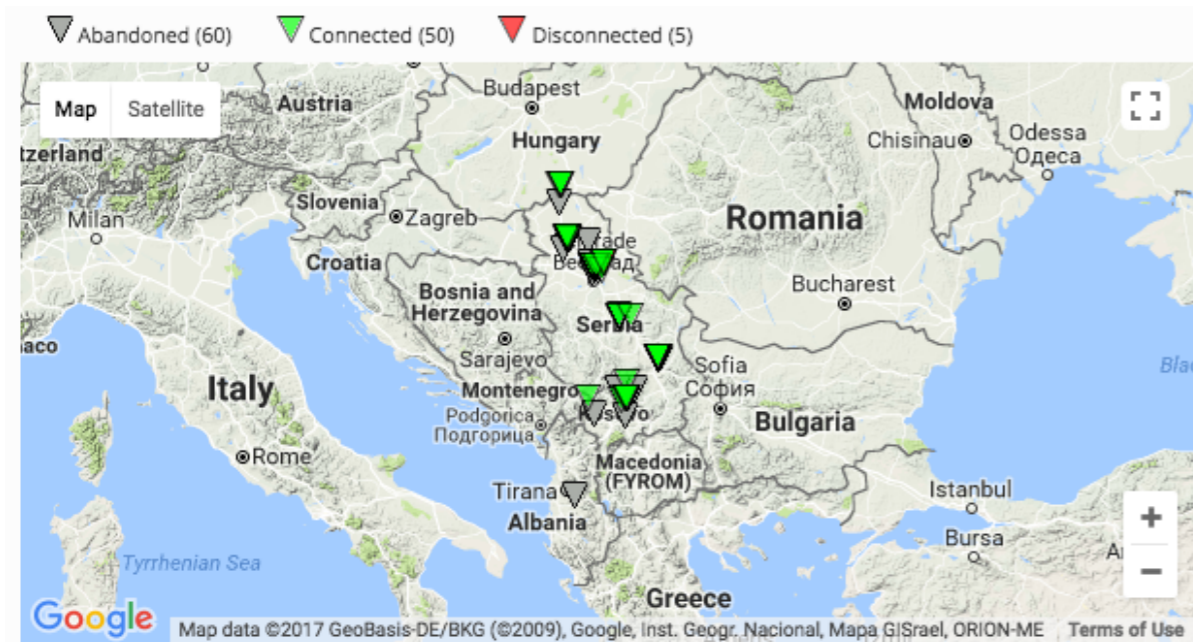 Abandoned (60) Connected (50) Disconnected (5)
Map Satellite
Austria
Budapest
Hungary
Moldova
Chisinau
Odessa
Одеса
tzerland
Milan
Slovenia
Zagreb
Romania
Croatia
Bosnia and
Herzegovina
Bucharest
Serbia
Sarajevo
naco
Italy
Montenegro
Podgorica
Подгорица
Sofia
София
Bulgaria
Rome
Macedonia
(FYROM)
Tirana
Albania
Istanbul
Bursa
Tyrrhenian Sea
Greece
+
−
Google
Map data ©2017 GeoBasis-DE/BKG (©2009), Google, Inst. Geogr. Nacional, Mapa GISrael, ORION-ME Terms of Use